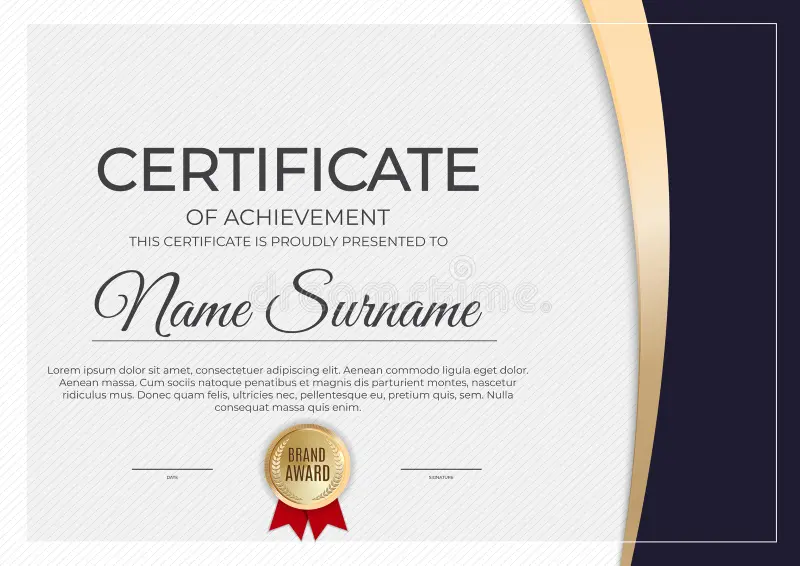 CERTIFICATE
OF ACHIEVEMENT
THIS CERTIFICATE IS PROUDLY PRESENTED TO
Name Surname
dreamstime.
Lorem ipsum dolor sit amet, consectetuer adipiscing elit. Aenean commodo ligula eget dolor.
Aenean massa. Cum sociis natoque penatibus et magnis dis parturient montes, nascetur
ridiculus mus. Donec quam felis, ultricies nec, pellentesque eu, pretium quis, sem. Nulla
consequat massa quis enim.
BRAND
AWARD
DATE
SIGNATURE